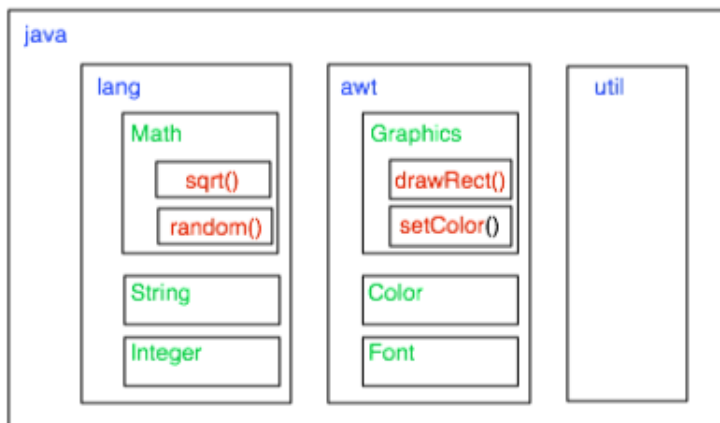 java
lang
Math
sqrt()
random()
String
Integer
awt
Graphics
drawRect()
setColor()
Color
Font
util